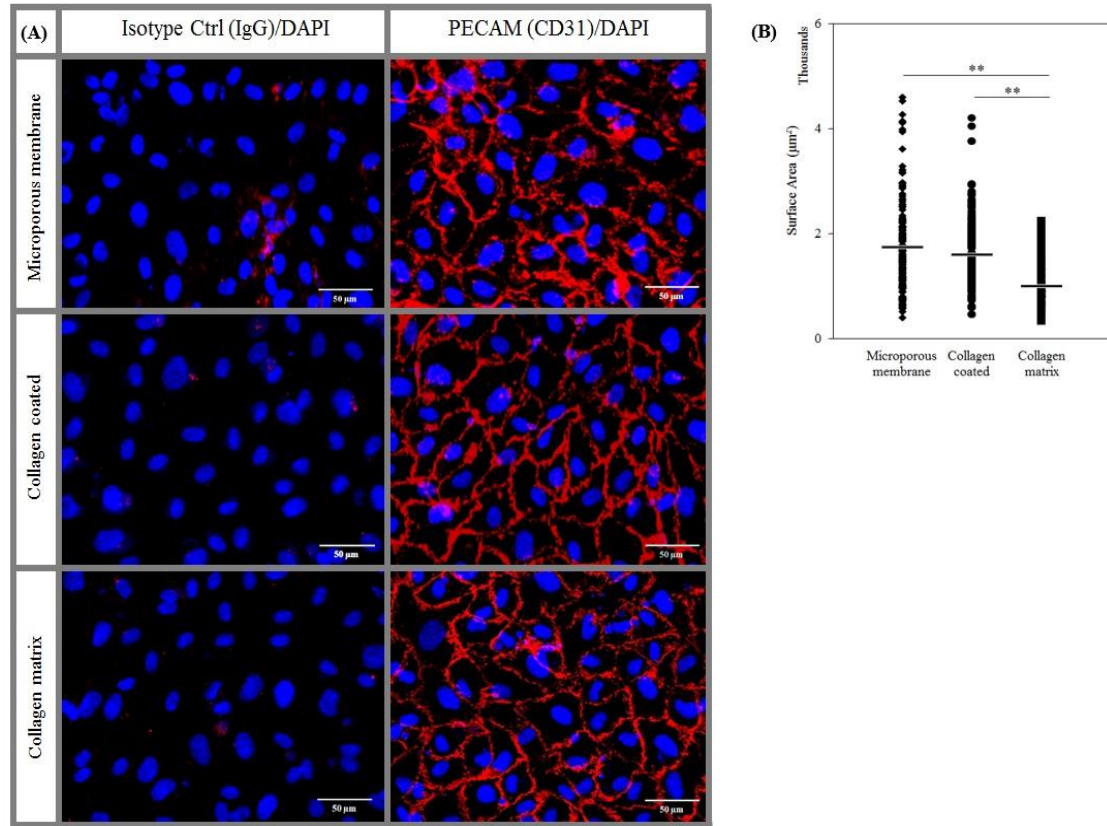 (A)
Isotype Ctrl (IgG)/DAPI
PECAM (CD31)/DAPI
Microporous membrane
50 µm
50 µm
Collagen coated
50 µm
50 µm
Collagen matrix
50 µm
50 µm
(B)
Thousands
Surface Area (µm²)
6
4
2
0
**
**
Microporous
membrane
Collagen
coated
Collagen
matrix